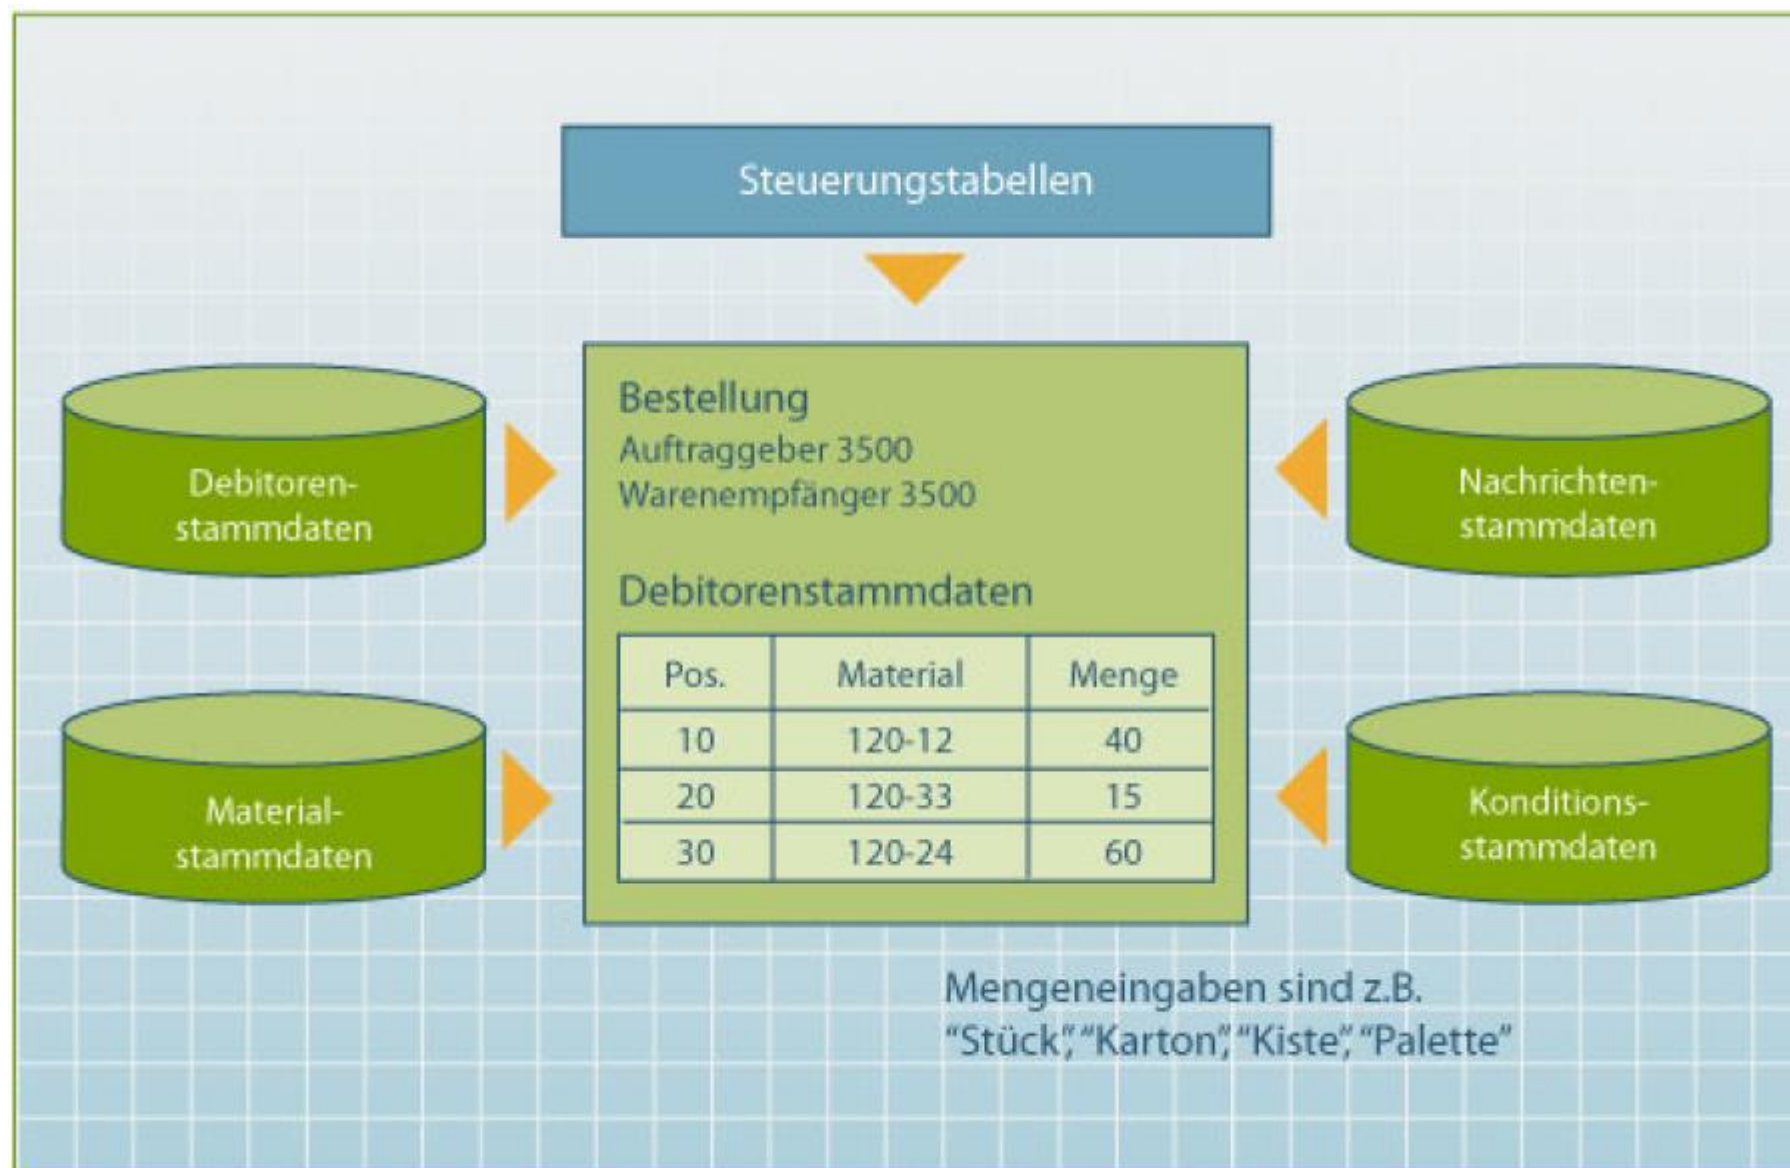 Steuerungstabellen
Debitoren-
stammdaten
Material-
stammdaten
Bestellung
Auftraggeber 3500
Warenempfänger 3500
Debitorenstammdaten
Pos. Material Menge
10 120-12 40
20 120-33 15
30 120-24 60
Nachrichten-
stammdaten
Konditions-
stammdaten
Mengeneingaben sind z.B.
“Stück”, “Karton”, “Kiste”, “Palette”